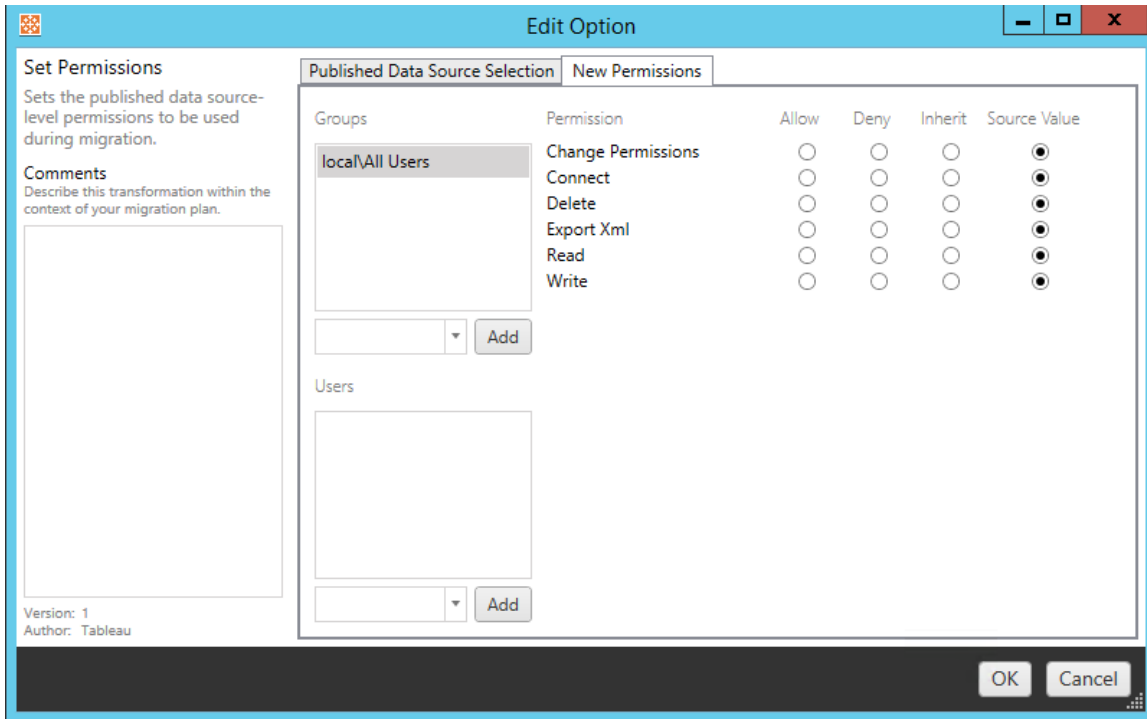 Edit Option
Set Permissions
Sets the published data source-
level permissions to be used
during migration.
Comments
Describe this transformation within the
context of your migration plan.
Version: 1
Author: Tableau
Published Data Source Selection New Permissions
Groups
local\All Users
Add
Users
Add
Permission Allow Deny Inherit Source Value
Change Permissions
Connect
Delete
Export Xml
Read
Write
OK Cancel